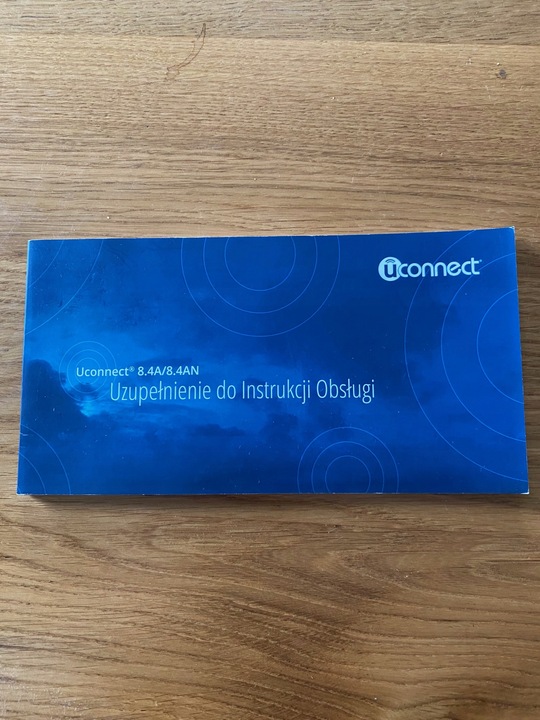 uconnect®
Uconnect® 8.4A/8.4AN
Uzupełnienie do Instrukcji Obsługi